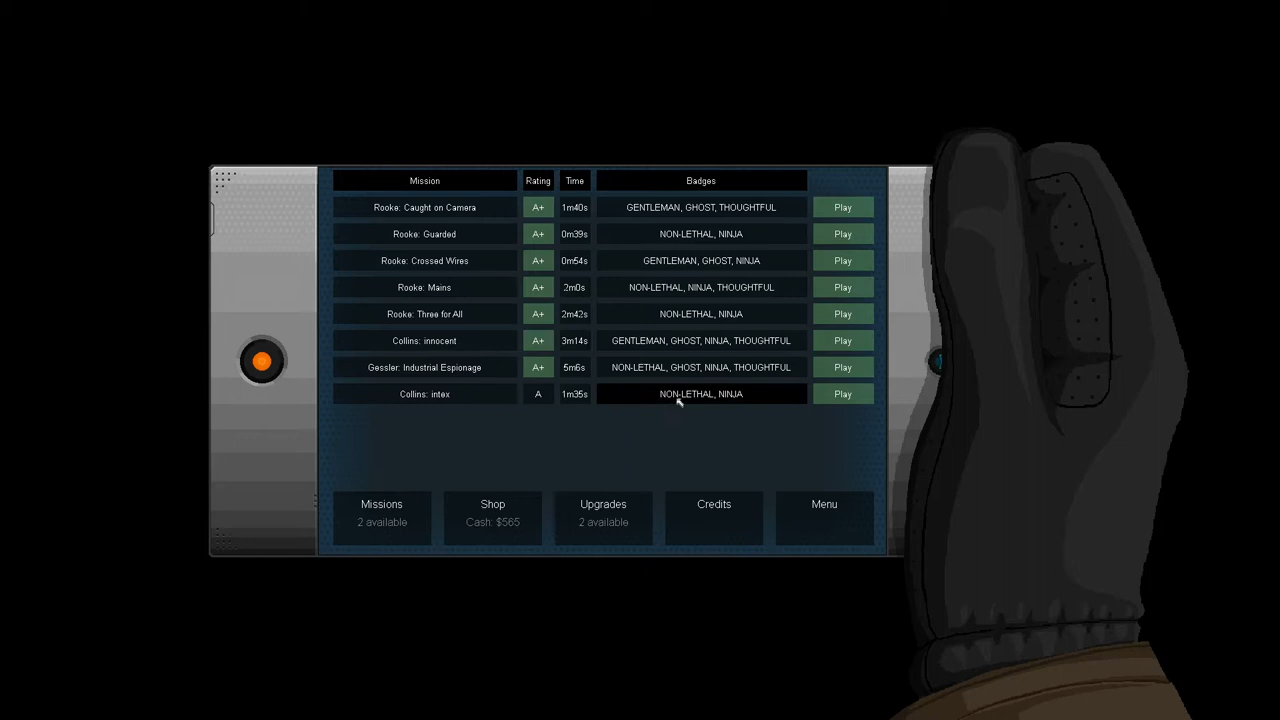 Mission Rating Time Badges
Rooke: Caught on Camera A+ 1m40s GENTLEMAN, GHOST, THOUGHTFUL Play
Rooke: Guarded A+ 0m39s NON-LETHAL, NINJA Play
Rooke: Crossed Wires A+ 0m54s GENTLEMAN, GHOST, NINJA Play
Rooke: Mains A+ 2m0s NON-LETHAL, NINJA, THOUGHTFUL Play
Rooke: Three for All A+ 2m42s NON-LETHAL, NINJA Play
Collins: innocent A+ 3m14s GENTLEMAN, GHOST, NINJA, THOUGHTFUL Play
Gessler: Industrial Espionage A+ 5m6s NON-LETHAL, GHOST, NINJA, THOUGHTFUL Play
Collins: intex A 1m35s NON-LETHAL, NINJA Play
Missions Shop Upgrades Credits Menu
2 available Cash: $565 2 available